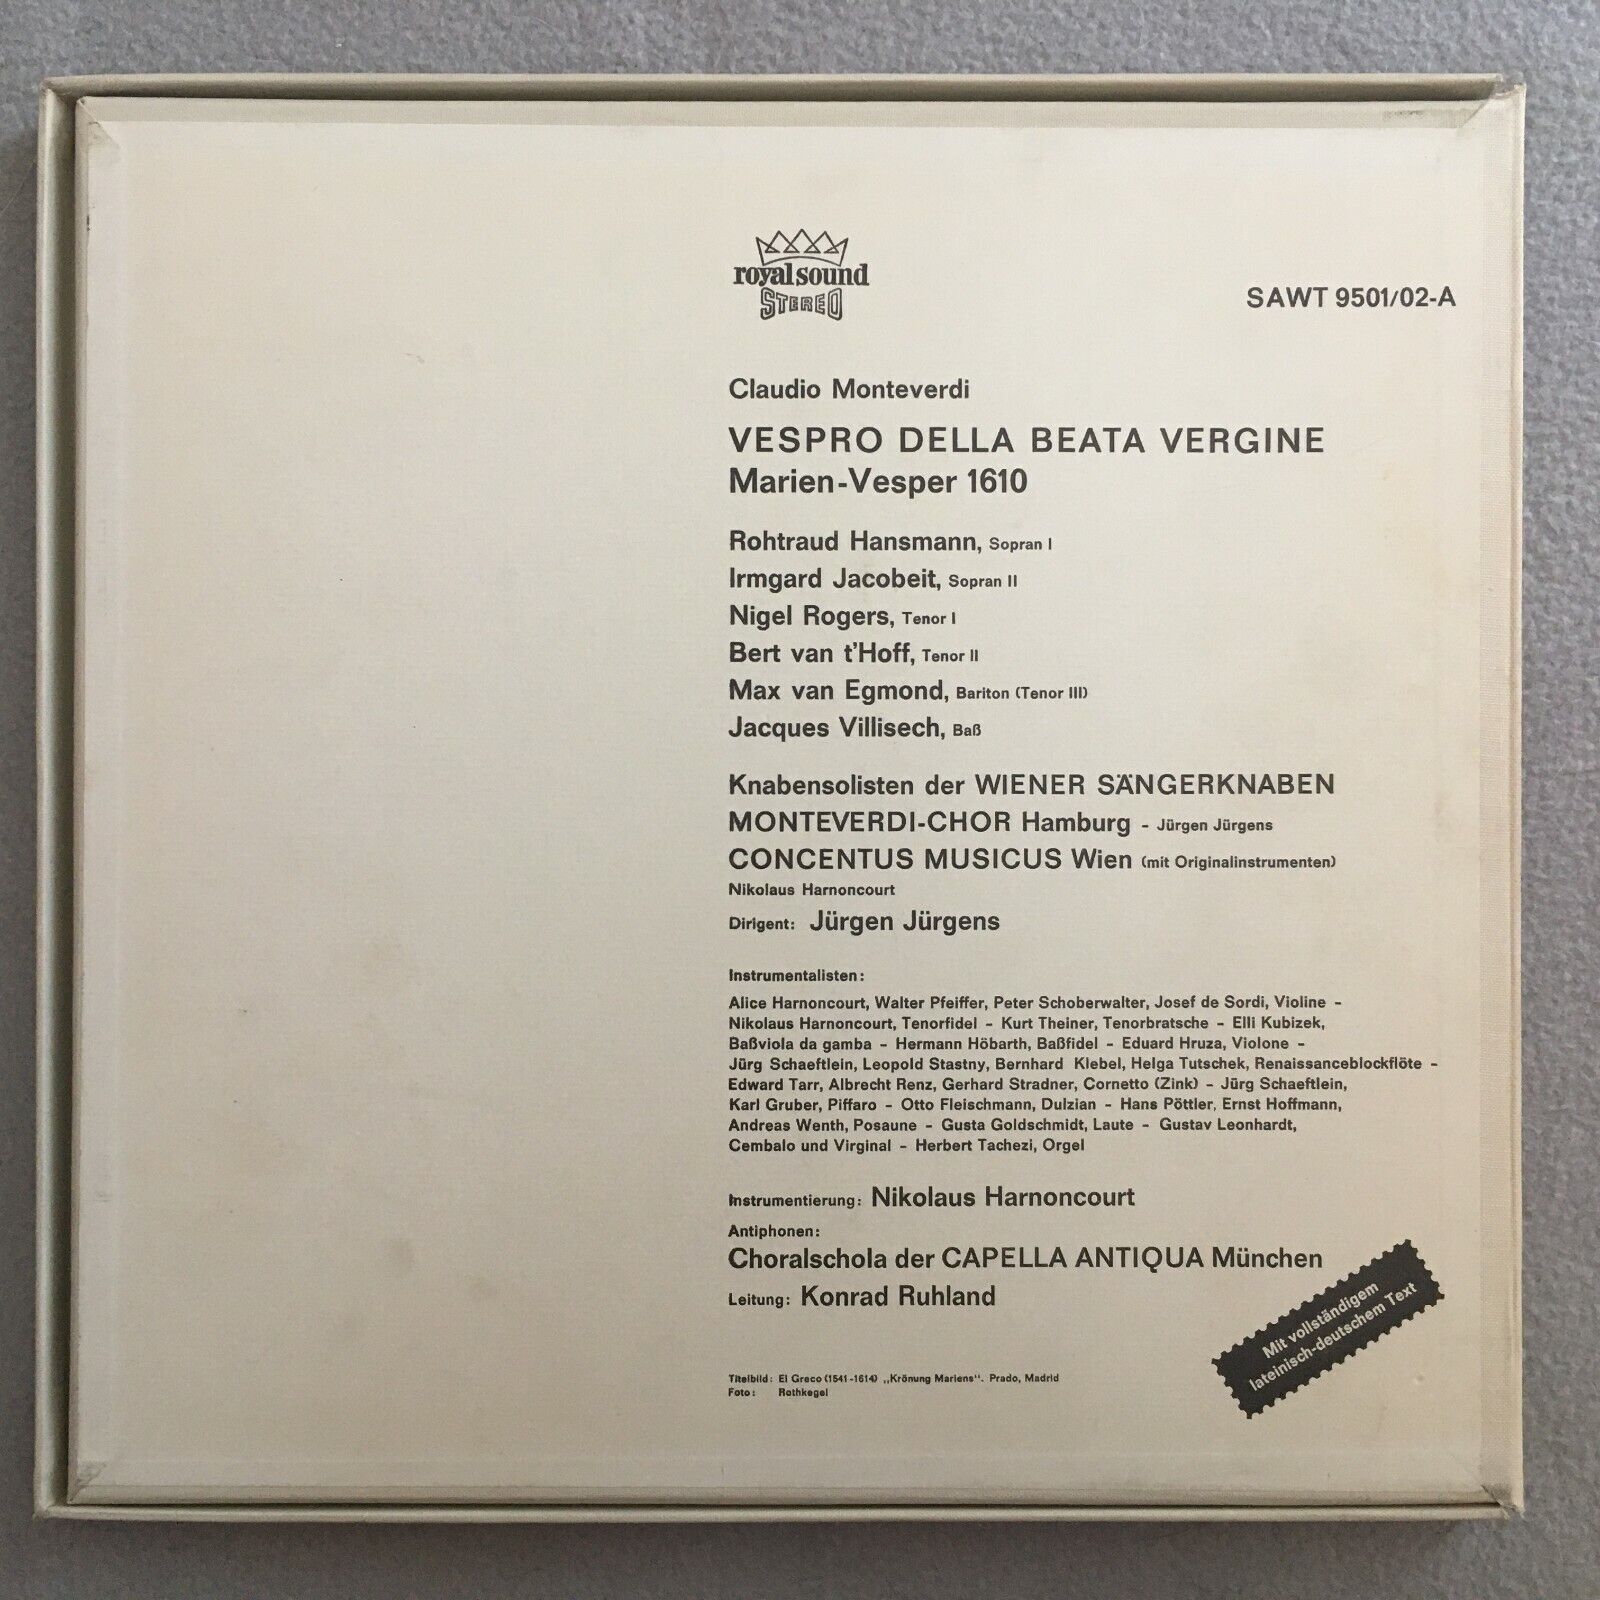 royalsound
STEREO
SAWT 9501/02-A
Claudio Monteverdi
VESPRO DELLA BEATA VERGINE
Marien-Vesper 1610
Rohtraud Hansmann, Sopran I
Irmgard Jacobeit, Sopran II
Nigel Rogers, Tenor I
Bert van t'Hoff, Tenor II
Max van Egmond, Bariton (Tenor III)
Jacques Villisech, Baß
Knabensolisten der WIENER SÄNGERKNABEN
MONTEVERDI-CHOR Hamburg - Jürgen Jürgens
CONCENTUS MUSICUS Wien (mit Originalinstrumenten)
Nikolaus Harnoncourt
Dirigent: Jürgen Jürgens
Instrumentalisten:
Alice Harnoncourt, Walter Pfeiffer, Peter Schoberwalter, Josef de Sordi, Violine -
Nikolaus Harnoncourt, Tenorfidel - Kurt Theiner, Tenorbratsche - Elli Kubizek,
Baßviola da gamba - Hermann Höbarth, Baßfidel - Eduard Hruza, Violone -
Jürg Schaeftlein, Leopold Stastny, Bernhard Klebel, Helga Tutschek, Renaissanceblockflöte -
Edward Tarr, Albrecht Renz, Gerhard Stradner, Cornetto (Zink) - Jürg Schaeftlein,
Karl Gruber, Piffaro - Otto Fleischmann, Dulzian - Hans Pöttler, Ernst Hoffmann,
Andreas Wenth, Posaune - Gusta Goldschmidt, Laute - Gustav Leonhardt,
Cembalo und Virginal - Herbert Tachezi, Orgel
Instrumentierung: Nikolaus Harnoncourt
Antiphonen:
Choralschola der CAPELLA ANTIQUA München
Leitung: Konrad Ruhland
Mit vollständigem
lateinisch-deutschem Text
Titelbild: El Greco (1541-1614) „Krönung Mariens". Prado, Madrid
Foto: Rothkegel